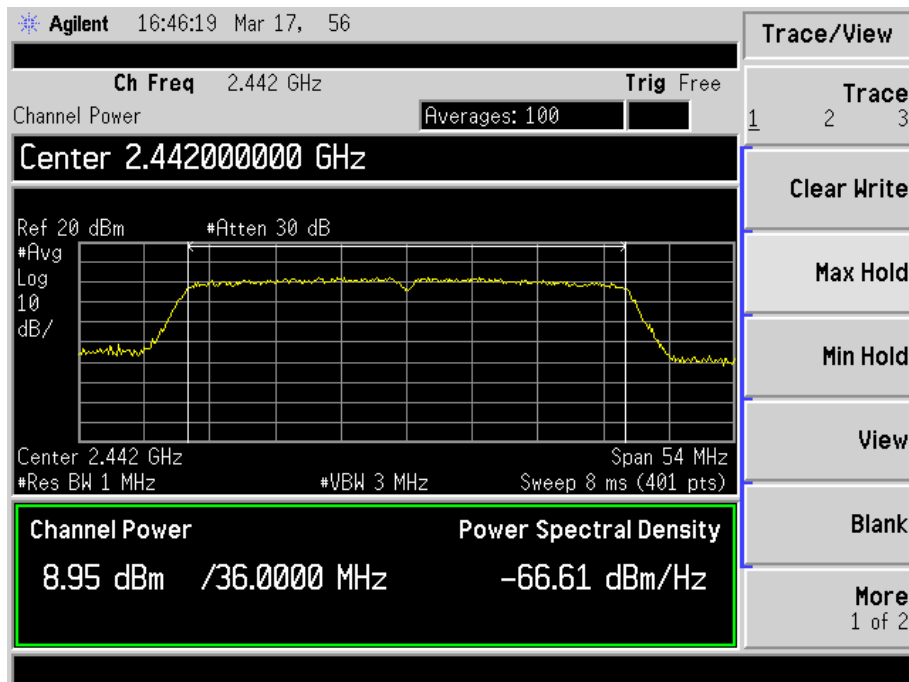 Agilent 16:46:19 Mar 17, 56
Trace/View
Ch Freq 2.442 GHz Trig Free
Channel Power Averages: 100
Trace
1 2 3
Center 2.442000000 GHz
Clear Write
Ref 20 dBm #Atten 30 dB
#Avg
Log
10
dB/
Max Hold
Min Hold
Center 2.442 GHz Span 54 MHz
#Res BW 1 MHz #VBW 3 MHz Sweep 8 ms (401 pts)
View
Channel Power Power Spectral Density
8.95 dBm /36.0000 MHz -66.61 dBm/Hz
Blank
More
1 of 2